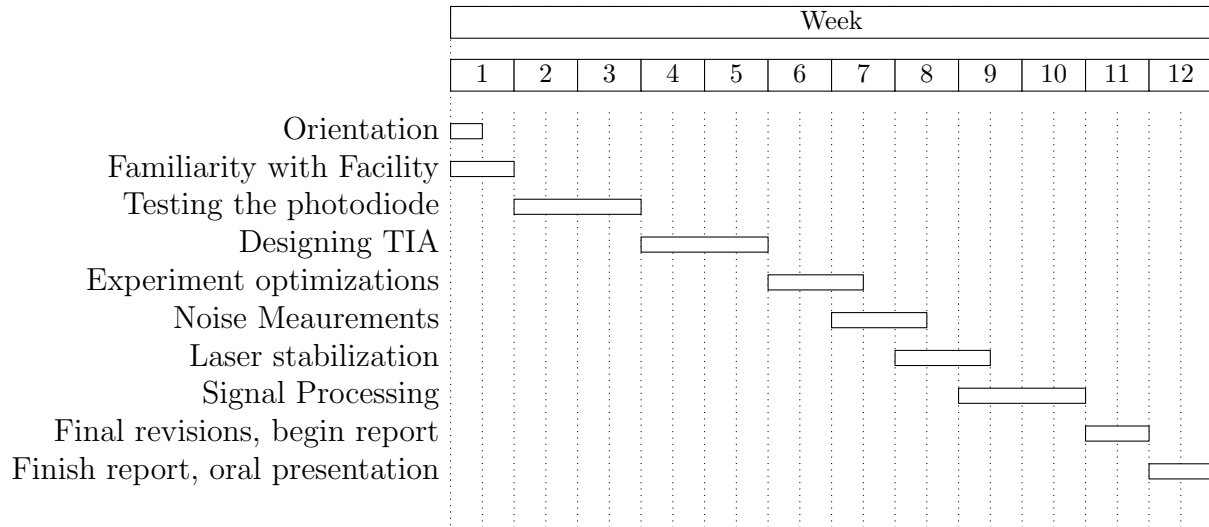 Week
1 2 3 4 5 6 7 8 9 10 11 12
Orientation
Familiarity with Facility
Testing the photodiode
Designing TIA
Experiment optimizations
Noise Meaurements
Laser stabilization
Signal Processing
Final revisions, begin report
Finish report, oral presentation